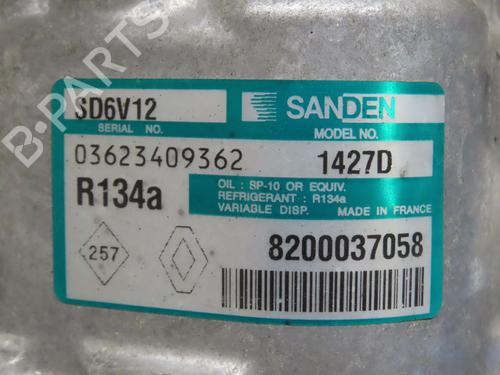 B-PARTS
SD6V12
SANDEN
SERIAL NO.
MODEL NO.
03623409362
1427D
R134a
OIL : SP-10 OR EQUIV.
REFRIGERANT : R134a
VARIABLE DISP. MADE IN FRANCE
257
8200037058